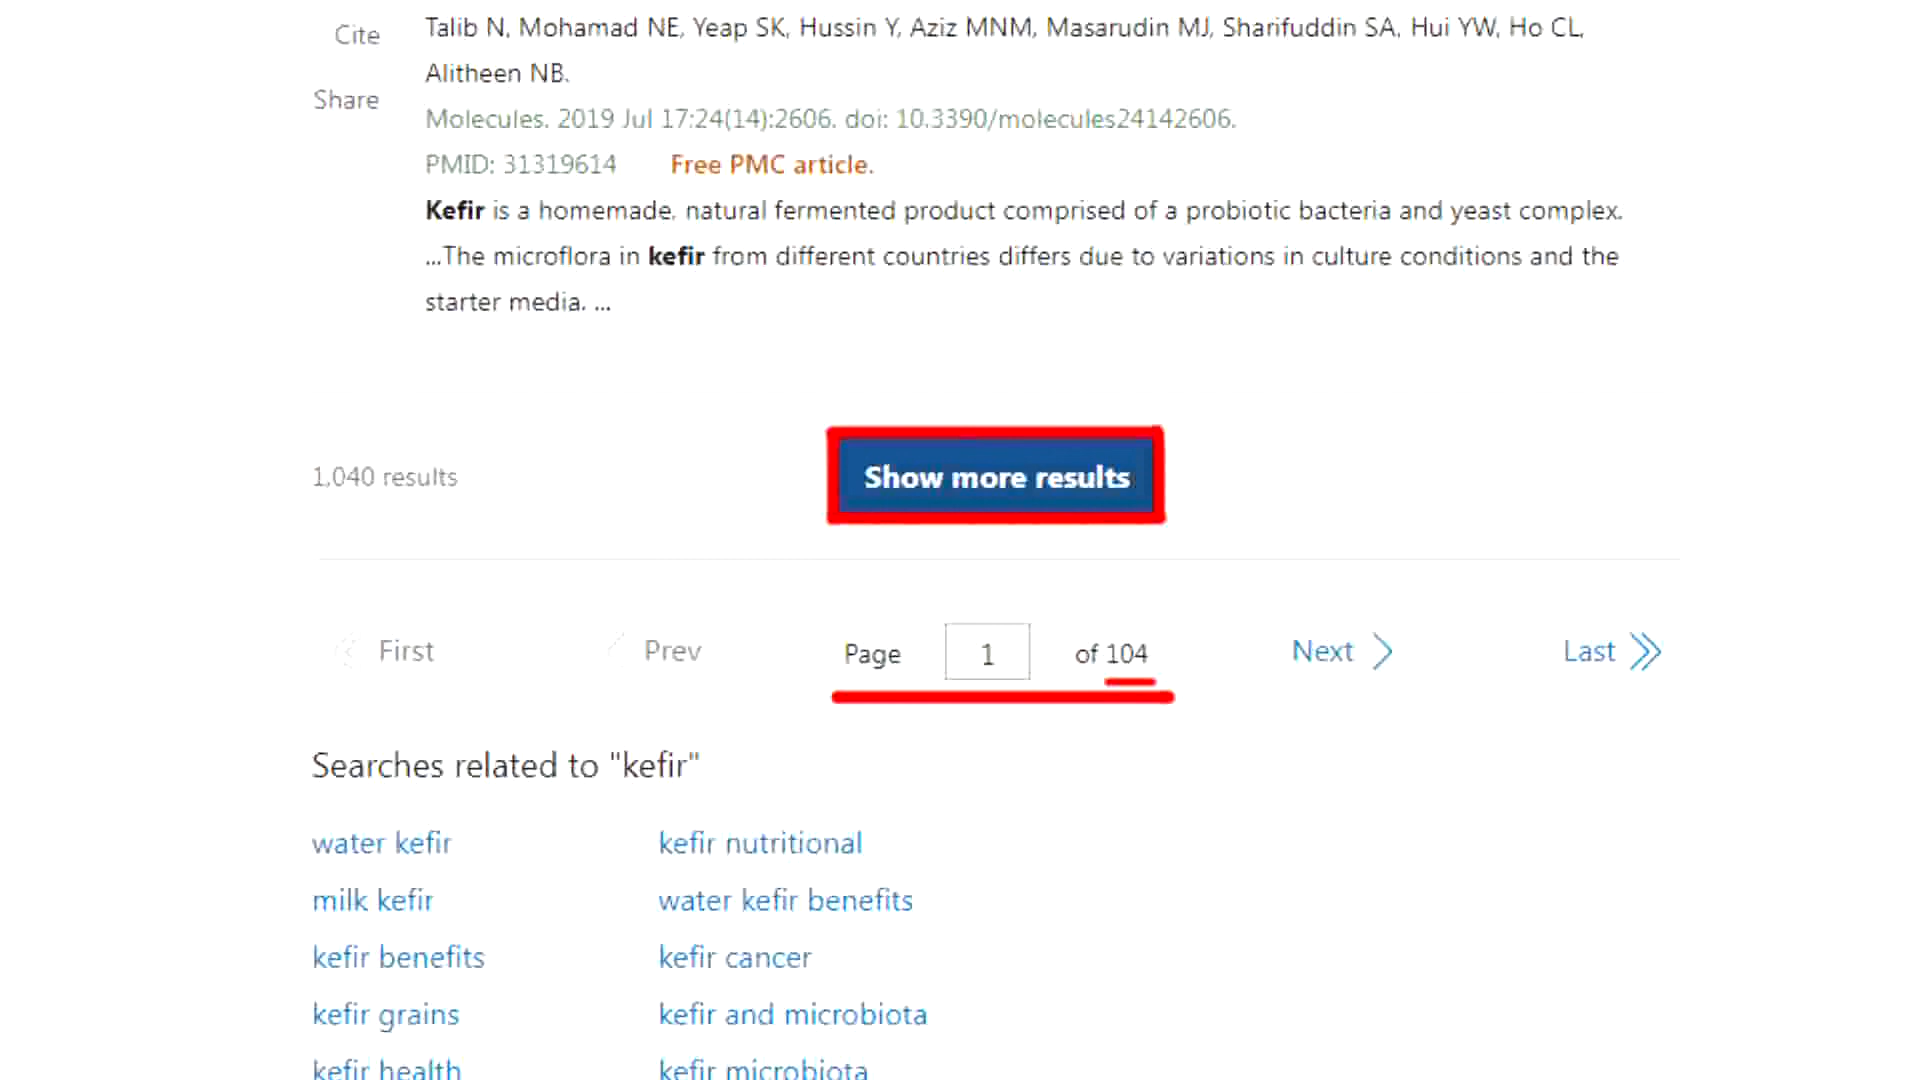 Cite
Talib N, Mohamad NE, Yeap SK, Hussin Y, Aziz MNM, Masarudin MJ, Sharifuddin SA, Hui YW, Ho CL,
Alitheen NB.
Share
Molecules. 2019 Jul 17;24(14):2606. doi: 10.3390/molecules24142606.
PMID: 31319614 Free PMC article.
Kefir is a homemade, natural fermented product comprised of a probiotic bacteria and yeast complex.
...The microflora in kefir from different countries differs due to variations in culture conditions and the
starter media. ...
1,040 results
Show more results
First Prev Page 1 of 104 Next Last
Searches related to "kefir"
water kefir kefir nutritional
milk kefir water kefir benefits
kefir benefits kefir cancer
kefir grains kefir and microbiota
kefir health kefir microbiota